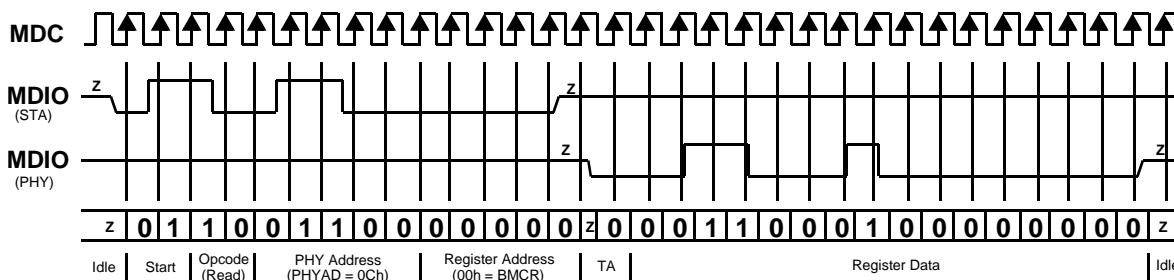 MDC
z
MDIO
(STA)
z
MDIO
(PHY)
z
z
z 0 1 1 0 0 1 1 0 0 0 0 0 0 0 z 0 0 0 1 1 0 0 0 1 0 0 0 0 0 0 0 0 z
Idle Start Opcode (Read) PHY Address (PHYAD = 0Ch) Register Address (00h = BMCR) TA Register Data Idle